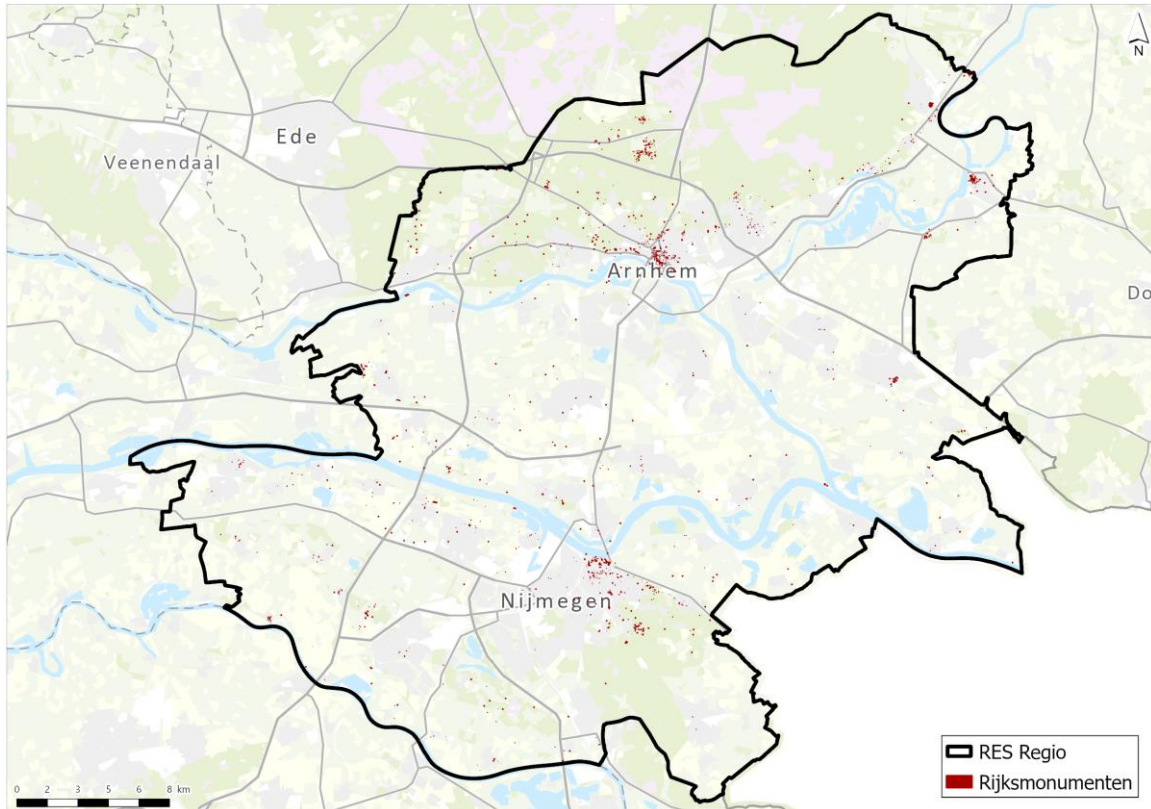 N
Ede
Veenendaal
Arnhem
Do
Nijmegen
RES Regio
Rijksmonumenten
0 2 3 5 6 8 km